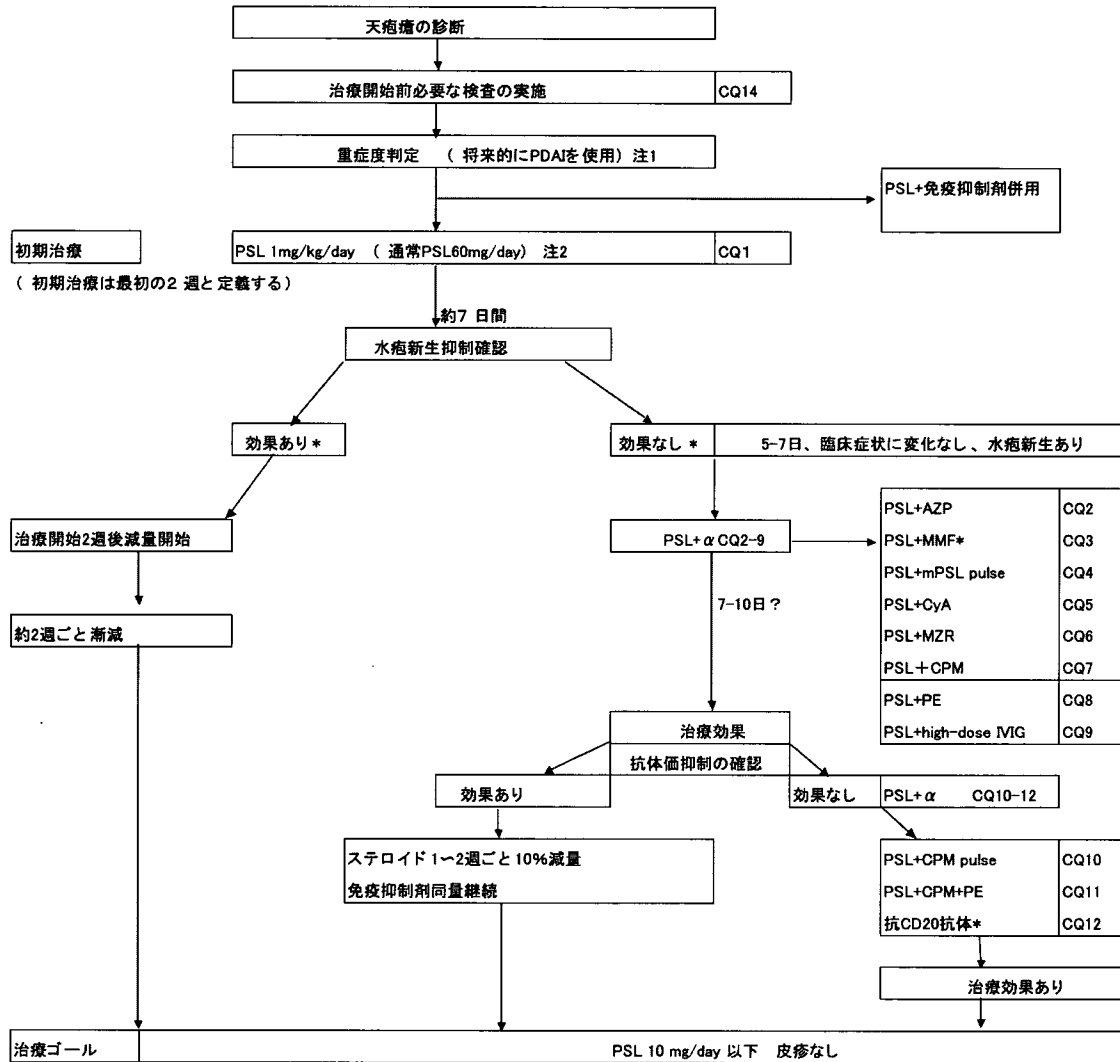 天疱瘡の診断
治療開始前必要な検査の実施 CQ14
重症度判定 （ 将来的にPDAIを使用） 注1
PSL+免疫抑制剤併用
初期治療 PSL 1mg/kg/day （ 通常PSL60mg/day） 注2 CQ1
（ 初期治療は最初の2 週と定義する）
約7 日間
水疱新生抑制確認
効果あり*
効果なし * 5-7日、臨床症状に変化なし、水疱新生あり
治療開始2週後減量開始
PSL+α CQ2-9
PSL+AZP CQ2
PSL+MMF* CQ3
PSL+mPSL pulse CQ4
PSL+CyA CQ5
PSL+MZR CQ6
PSL+CPM CQ7
PSL+PE CQ8
PSL+high-dose IVIG CQ9
7-10日？
約2週ごと漸減
治療効果
抗体価抑制の確認
効果あり
効果なし PSL+α CQ10-12
ステロイド 1〜2週ごと10%減量
免疫抑制剤同量継続
PSL+CPM pulse CQ10
PSL+CPM+PE CQ11
抗CD20抗体* CQ12
治療効果あり
治療ゴール PSL 10 mg/day 以下 皮疹なし